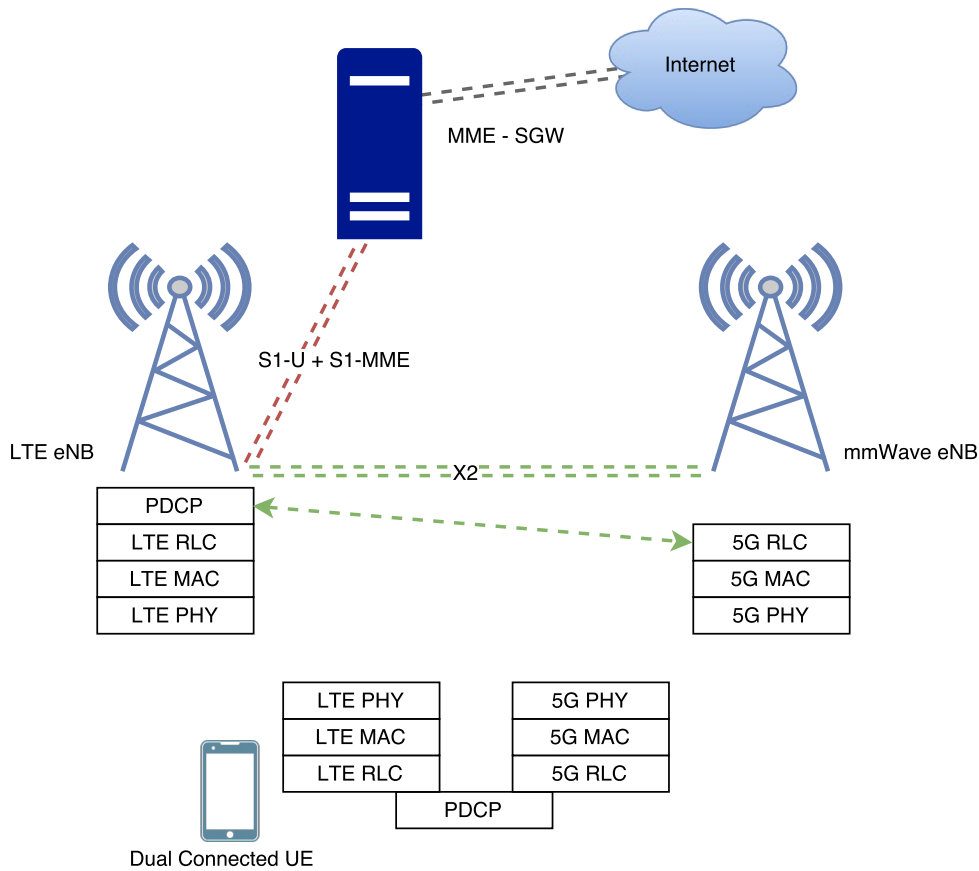 Internet
MME - SGW
S1-U + S1-MME
LTE eNB
mmWave eNB
X2
PDCP
LTE RLC
LTE MAC
LTE PHY
5G RLC
5G MAC
5G PHY
LTE PHY
LTE MAC
LTE RLC
5G PHY
5G MAC
5G RLC
PDCP
Dual Connected UE